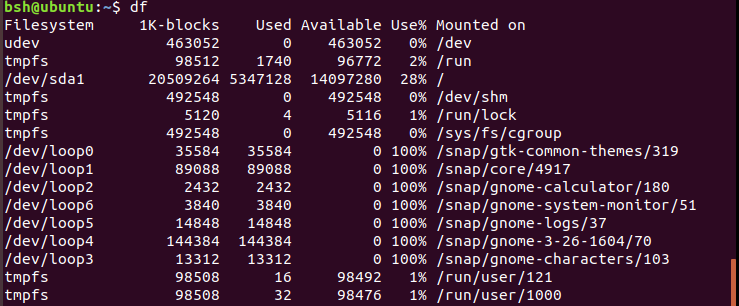 bsh@ubuntu:~$ df
Filesystem     1K-blocks    Used Available Use% Mounted on
udev              463052       0    463052   0% /dev
tmpfs              98512    1740     96772   2% /run
/dev/sda1       20509264 5347128  14097280  28% /
tmpfs             492548       0    492548   0% /dev/shm
tmpfs               5120       4      5116   1% /run/lock
tmpfs             492548       0    492548   0% /sys/fs/cgroup
/dev/loop0         35584   35584         0 100% /snap/gtk-common-themes/319
/dev/loop1         89088   89088         0 100% /snap/core/4917
/dev/loop2          2432    2432         0 100% /snap/gnome-calculator/180
/dev/loop6          3840    3840         0 100% /snap/gnome-system-monitor/51
/dev/loop5         14848   14848         0 100% /snap/gnome-logs/37
/dev/loop4        144384  144384         0 100% /snap/gnome-3-26-1604/70
/dev/loop3         13312   13312         0 100% /snap/gnome-characters/103
tmpfs              98508      16     98492   1% /run/user/121
tmpfs              98508      32     98476   1% /run/user/1000